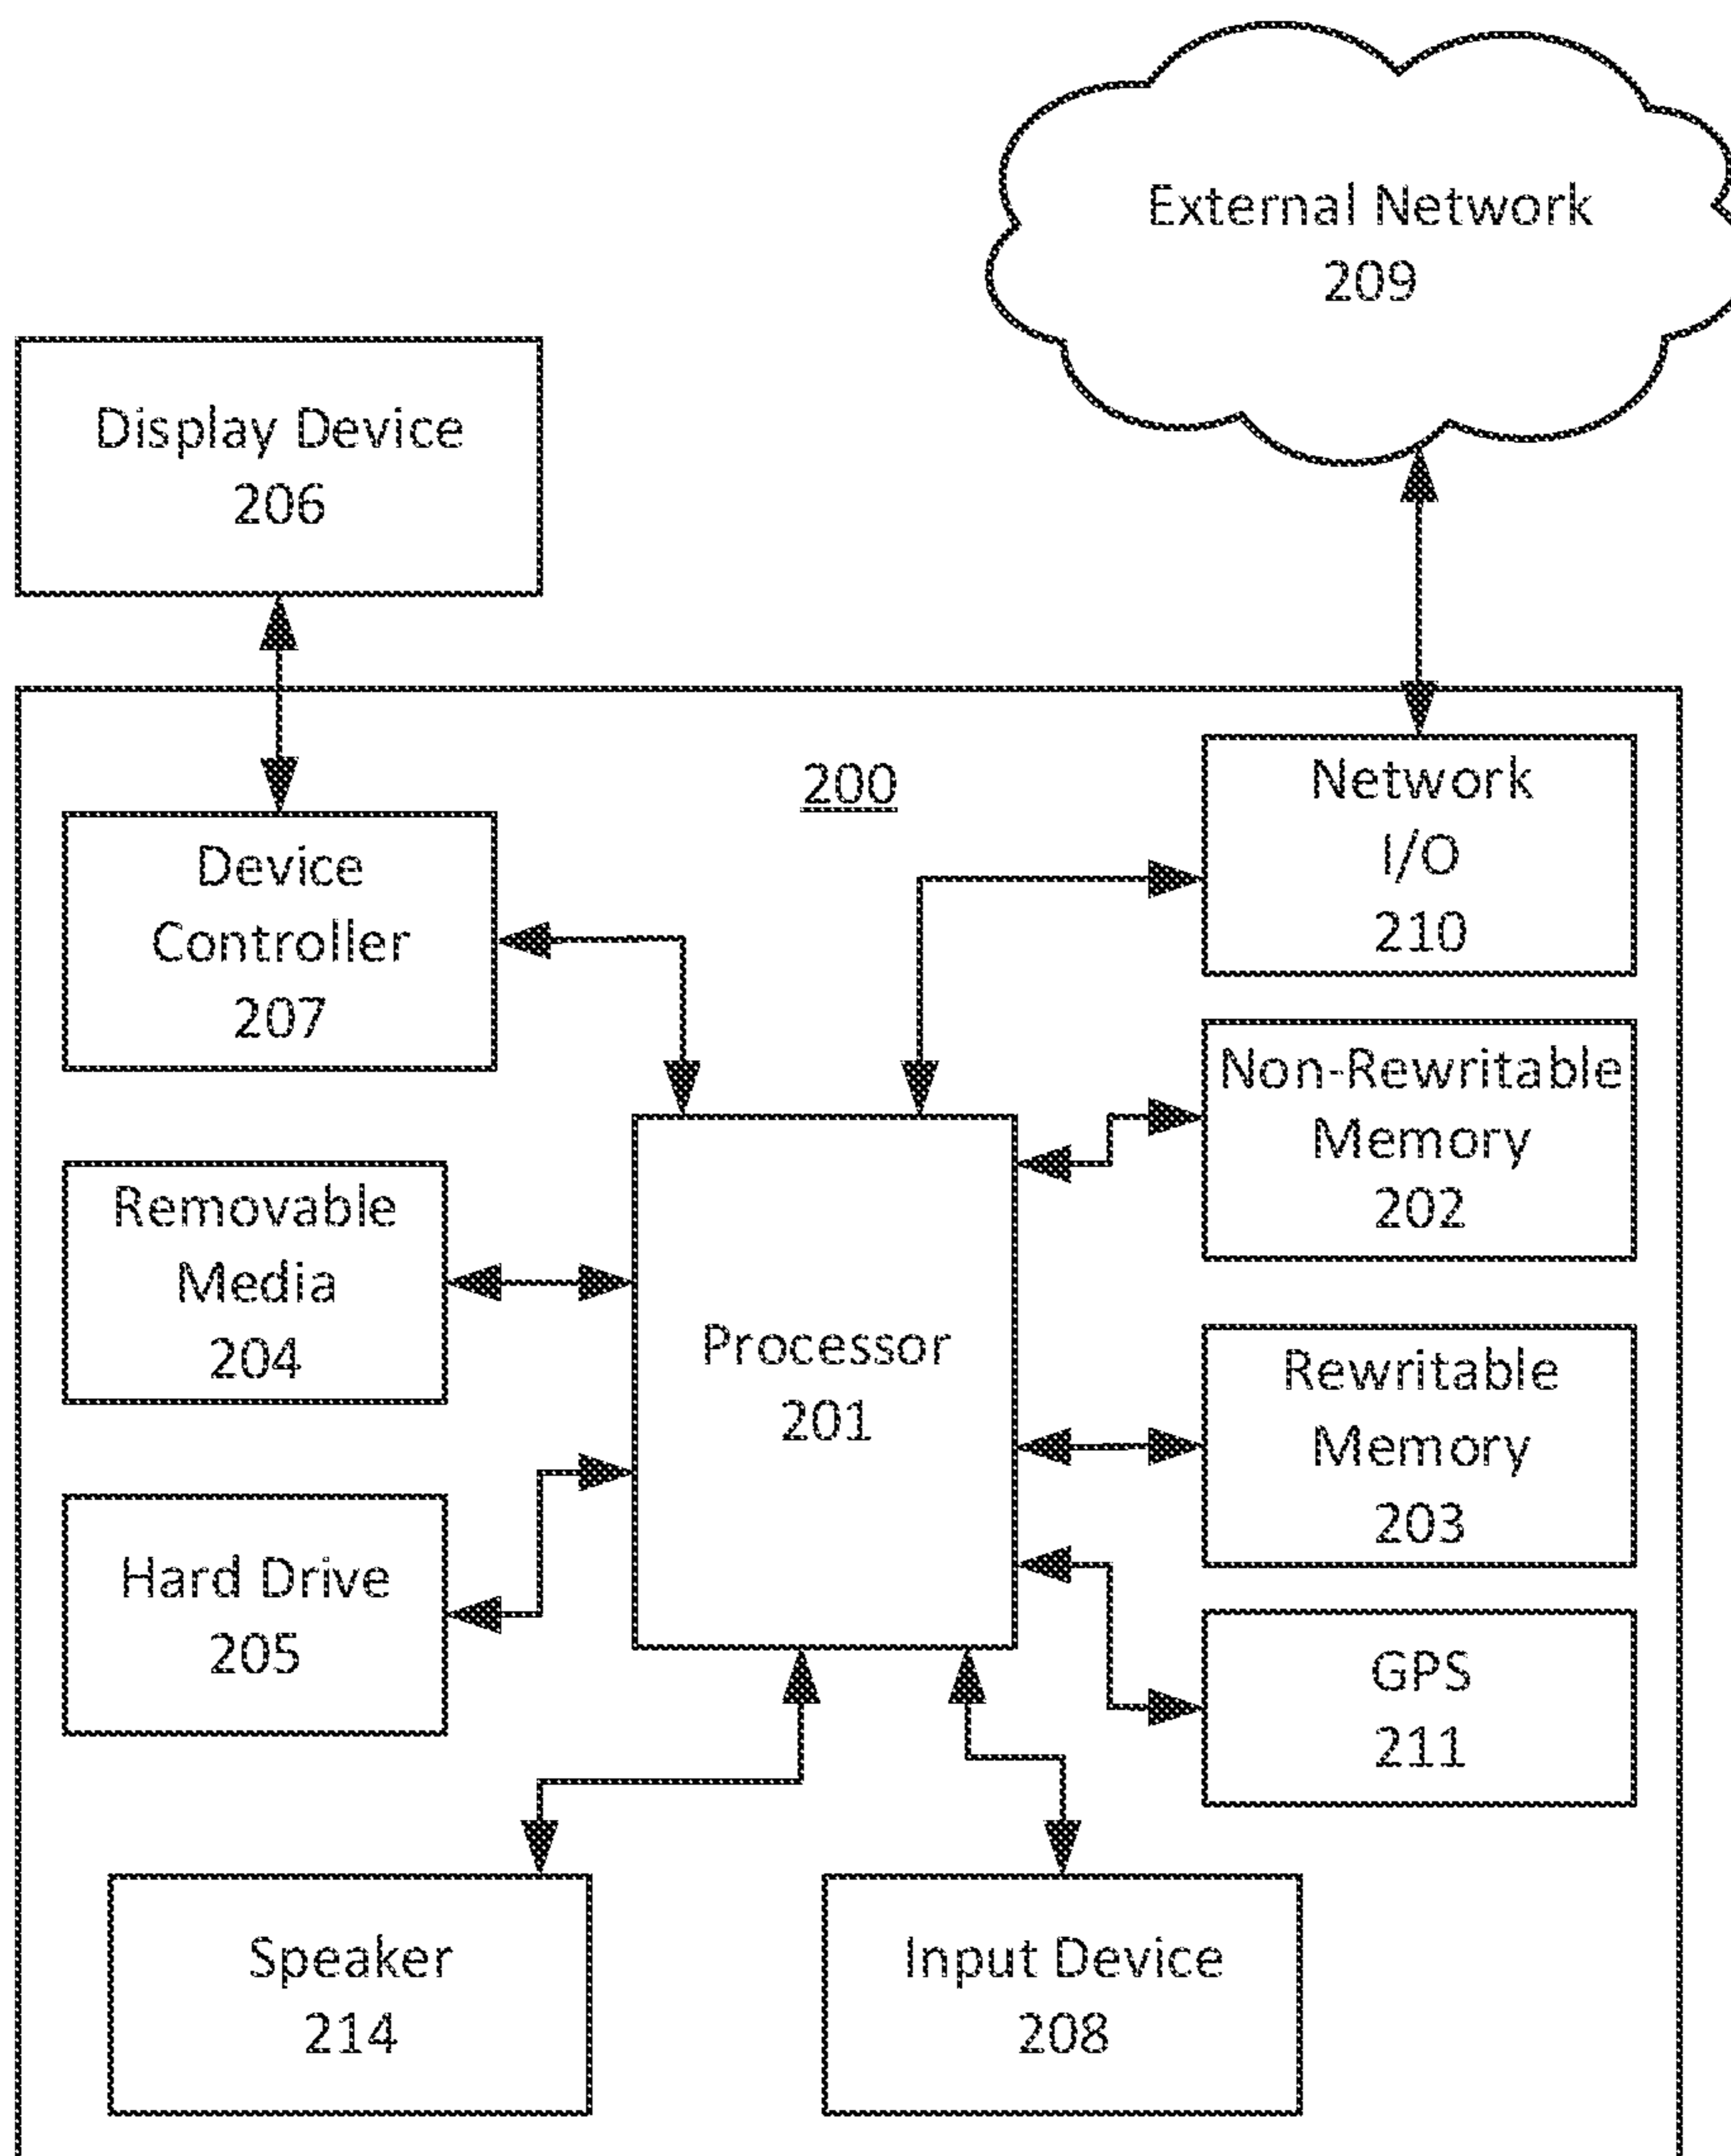 External Network
209
Display Device
206
200
Network
I/O
210
Device
Controller
207
Non-Rewritable
Memory
202
Removable
Media
204
Processor
201
Rewritable
Memory
203
Hard Drive
205
GPS
211
Speaker
214
Input Device
208